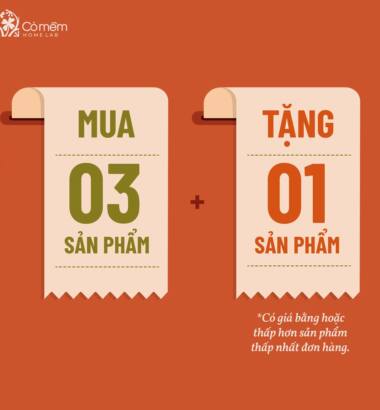 Cỏ mềm
HOME LAB
MUA
03
SẢN PHẨM
+
TẶNG
01
SẢN PHẨM
*Có giá bằng hoặc
thấp hơn sản phẩm
thấp nhất đơn hàng.